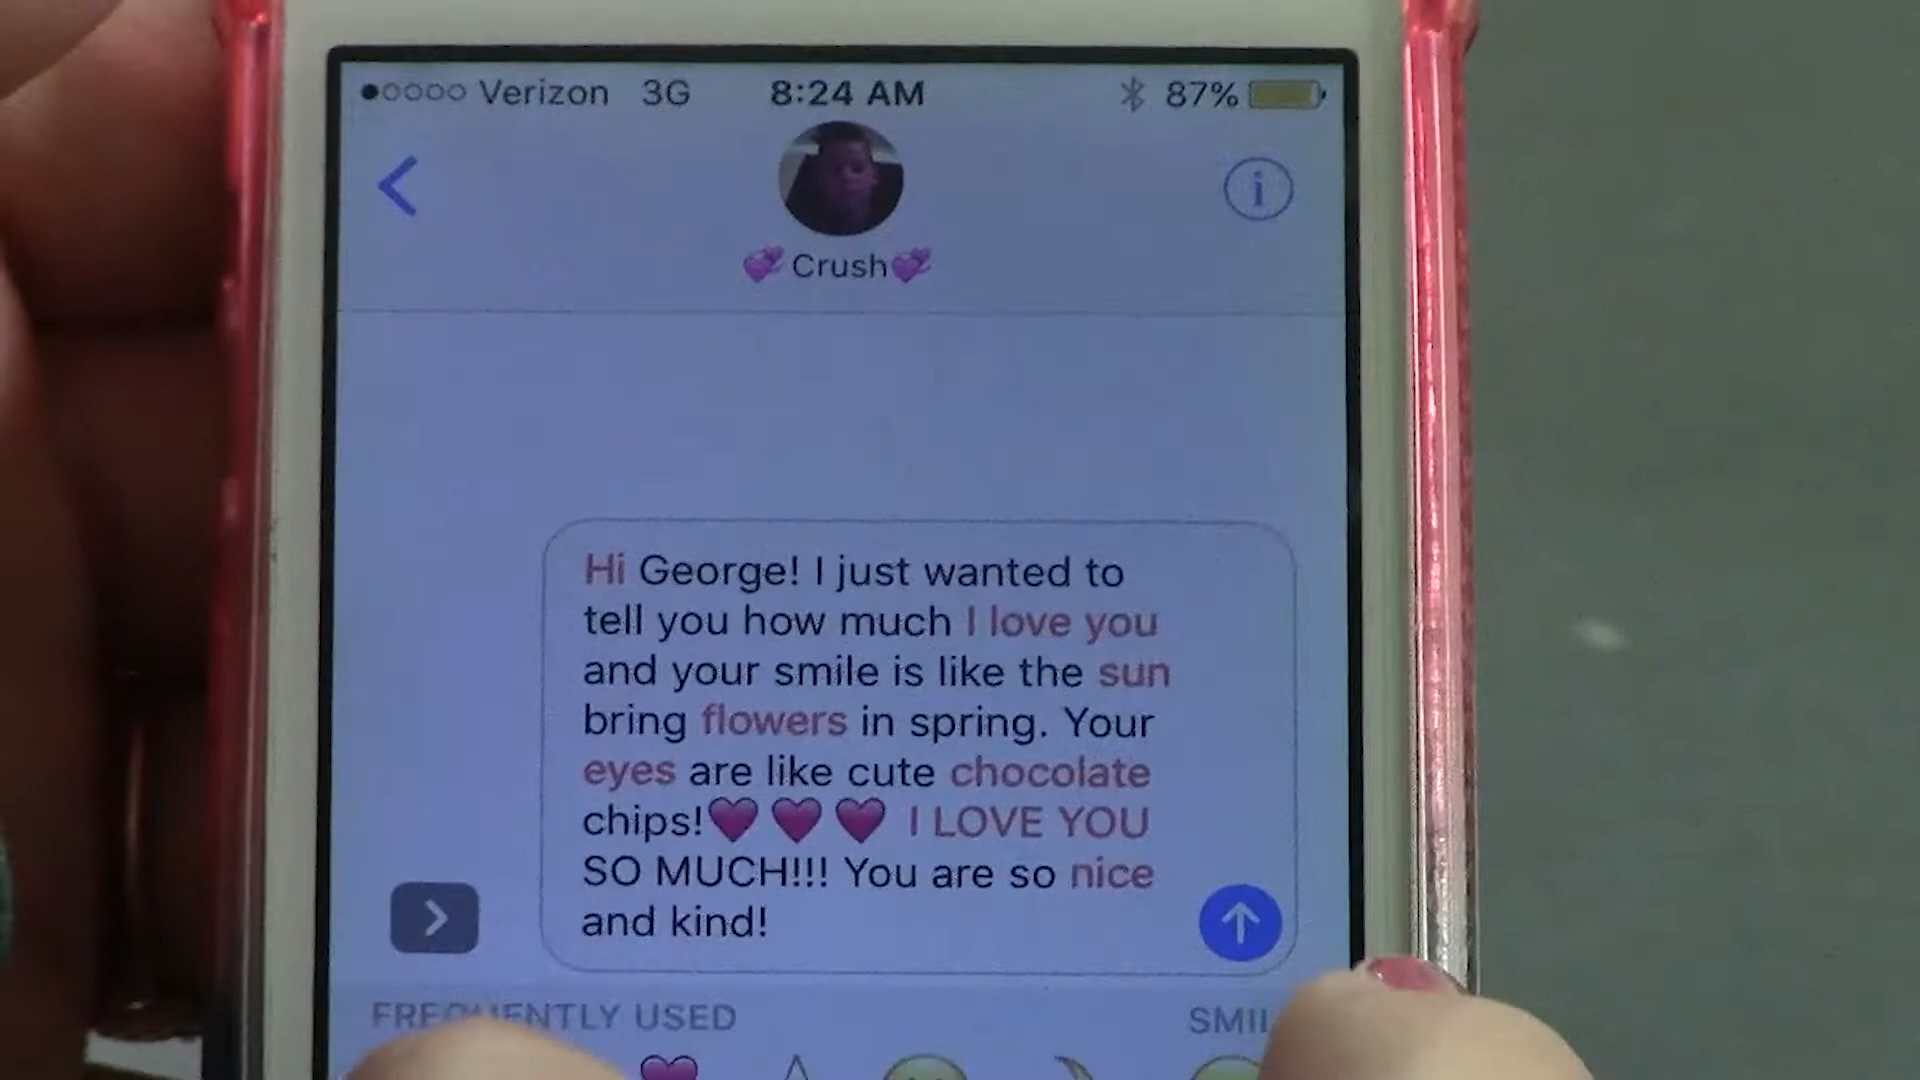 Verizon 3G 8:24 AM 87%
Crush
Hi George! I just wanted to
tell you how much I love you
and your smile is like the sun
bring flowers in spring. Your
eyes are like cute chocolate
chips! I LOVE YOU
SO MUCH!!! You are so nice
and kind!
FREQUENTLY USED